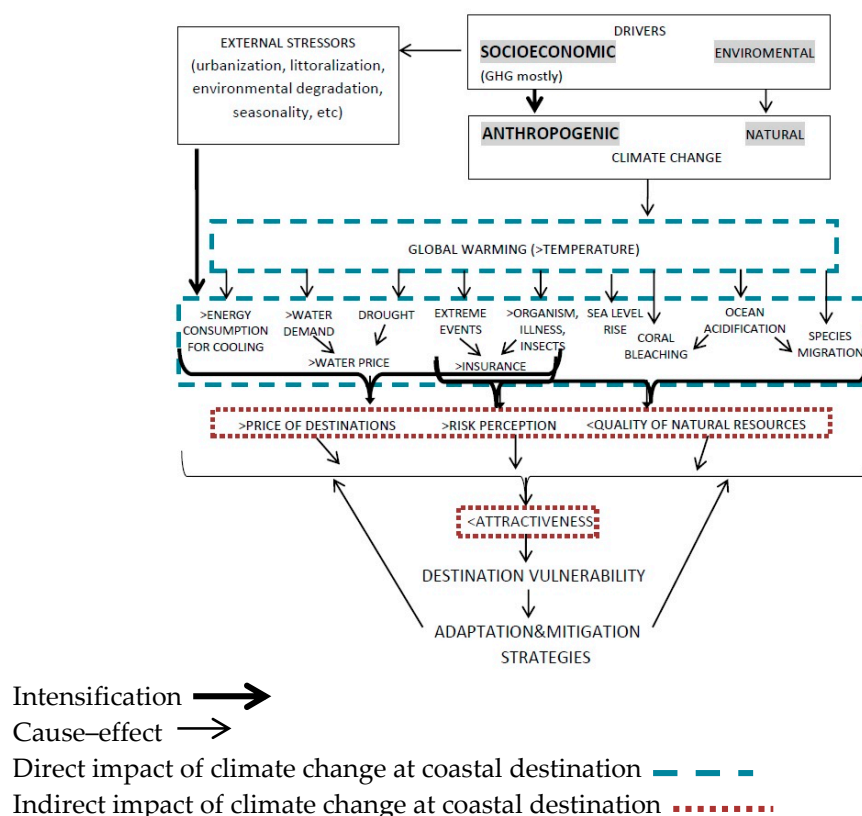 DRIVERS
SOCIOECONOMIC
ENVIROMENTAL
(GHG mostly)
EXTERNAL STRESSORS
(urbanization, littoralization,
environmental degradation,
seasonality, etc)
ANTHROPOGENIC
NATURAL
CLIMATE CHANGE
GLOBAL WARMING (>TEMPERATURE)
>ENERGY
CONSUMPTION
FOR COOLING
>WATER
DEMAND
DROUGHT
>WATER PRICE
EXTREME
EVENTS
>ORGANISM,
ILLNESS,
INSECTS
>INSURANCE
SEA LEVEL
RISE
CORAL
BLEACHING
OCEAN
ACIDIFICATION
SPECIES
MIGRATION
>PRICE OF DESTINATIONS
>RISK PERCEPTION
<QUALITY OF NATURAL RESOURCES
<ATTRACTIVENESS
DESTINATION VULNERABILITY
ADAPTATION&MITIGATION
STRATEGIES
Intensification
Cause–effect
Direct impact of climate change at coastal destination
Indirect impact of climate change at coastal destination